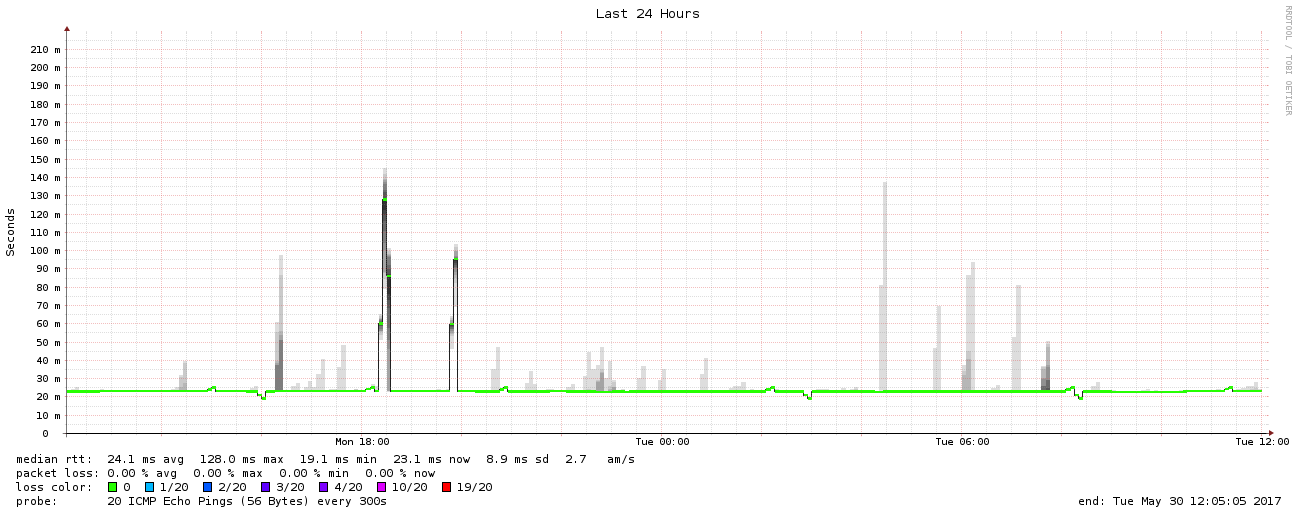 Last 24 Hours
RRDTOOL / TOBI OETIKER
Seconds
210 m
200 m
190 m
180 m
170 m
160 m
150 m
140 m
130 m
120 m
110 m
100 m
90 m
80 m
70 m
60 m
50 m
40 m
30 m
20 m
10 m
0
Mon 18:00 Tue 00:00 Tue 06:00 Tue 12:00
median rtt: 24.1 ms avg 128.0 ms max 19.1 ms min 23.1 ms now 8.9 ms sd 2.7 am/s
packet loss: 0.00 % avg 0.00 % max 0.00 % min 0.00 % now
loss color: 0 1/20 2/20 3/20 4/20 10/20 19/20
probe: 20 ICMP Echo Pings (56 Bytes) every 300s end: Tue May 30 12:05:05 2017